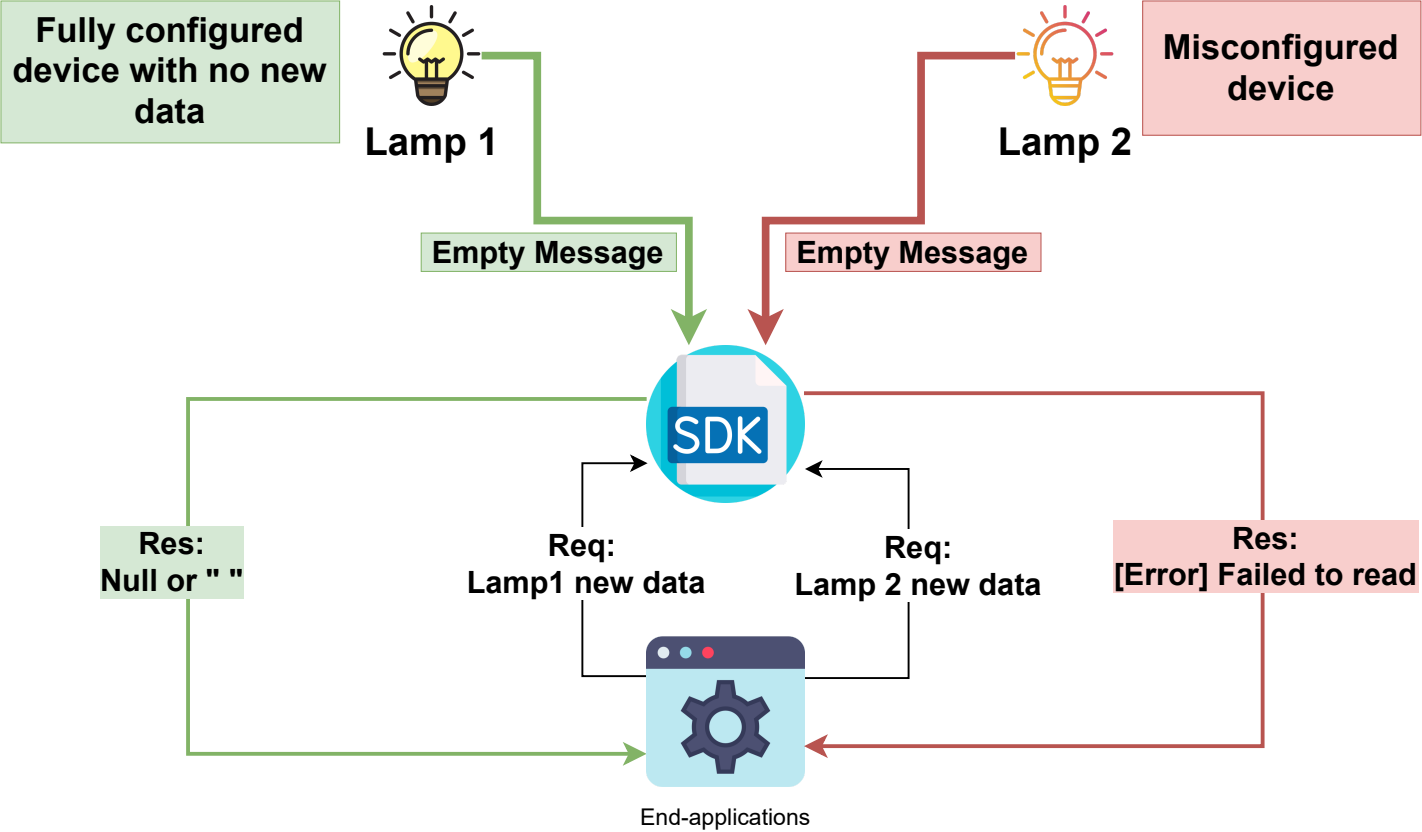 Fully configured
device with no new
data
Lamp 1
Lamp 2
Misconfigured
device
Empty Message
Empty Message
SDK
Res:
Null or " "
Req:
Lamp1 new data
Req:
Lamp 2 new data
Res:
[Error] Failed to read
End-applications